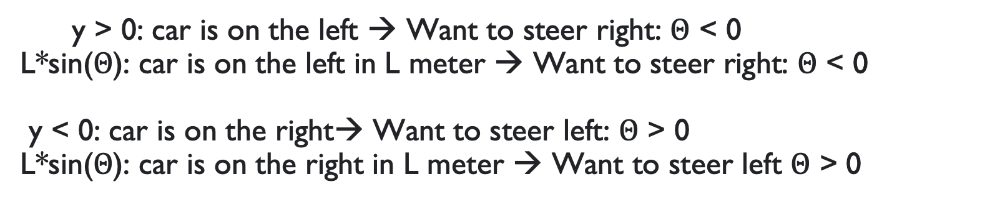 y > 0: car is on the left → Want to steer right: Θ < 0
L*sin(Θ): car is on the left in L meter → Want to steer right: Θ < 0
y < 0: car is on the right→ Want to steer left: Θ > 0
L*sin(Θ): car is on the right in L meter → Want to steer left Θ > 0